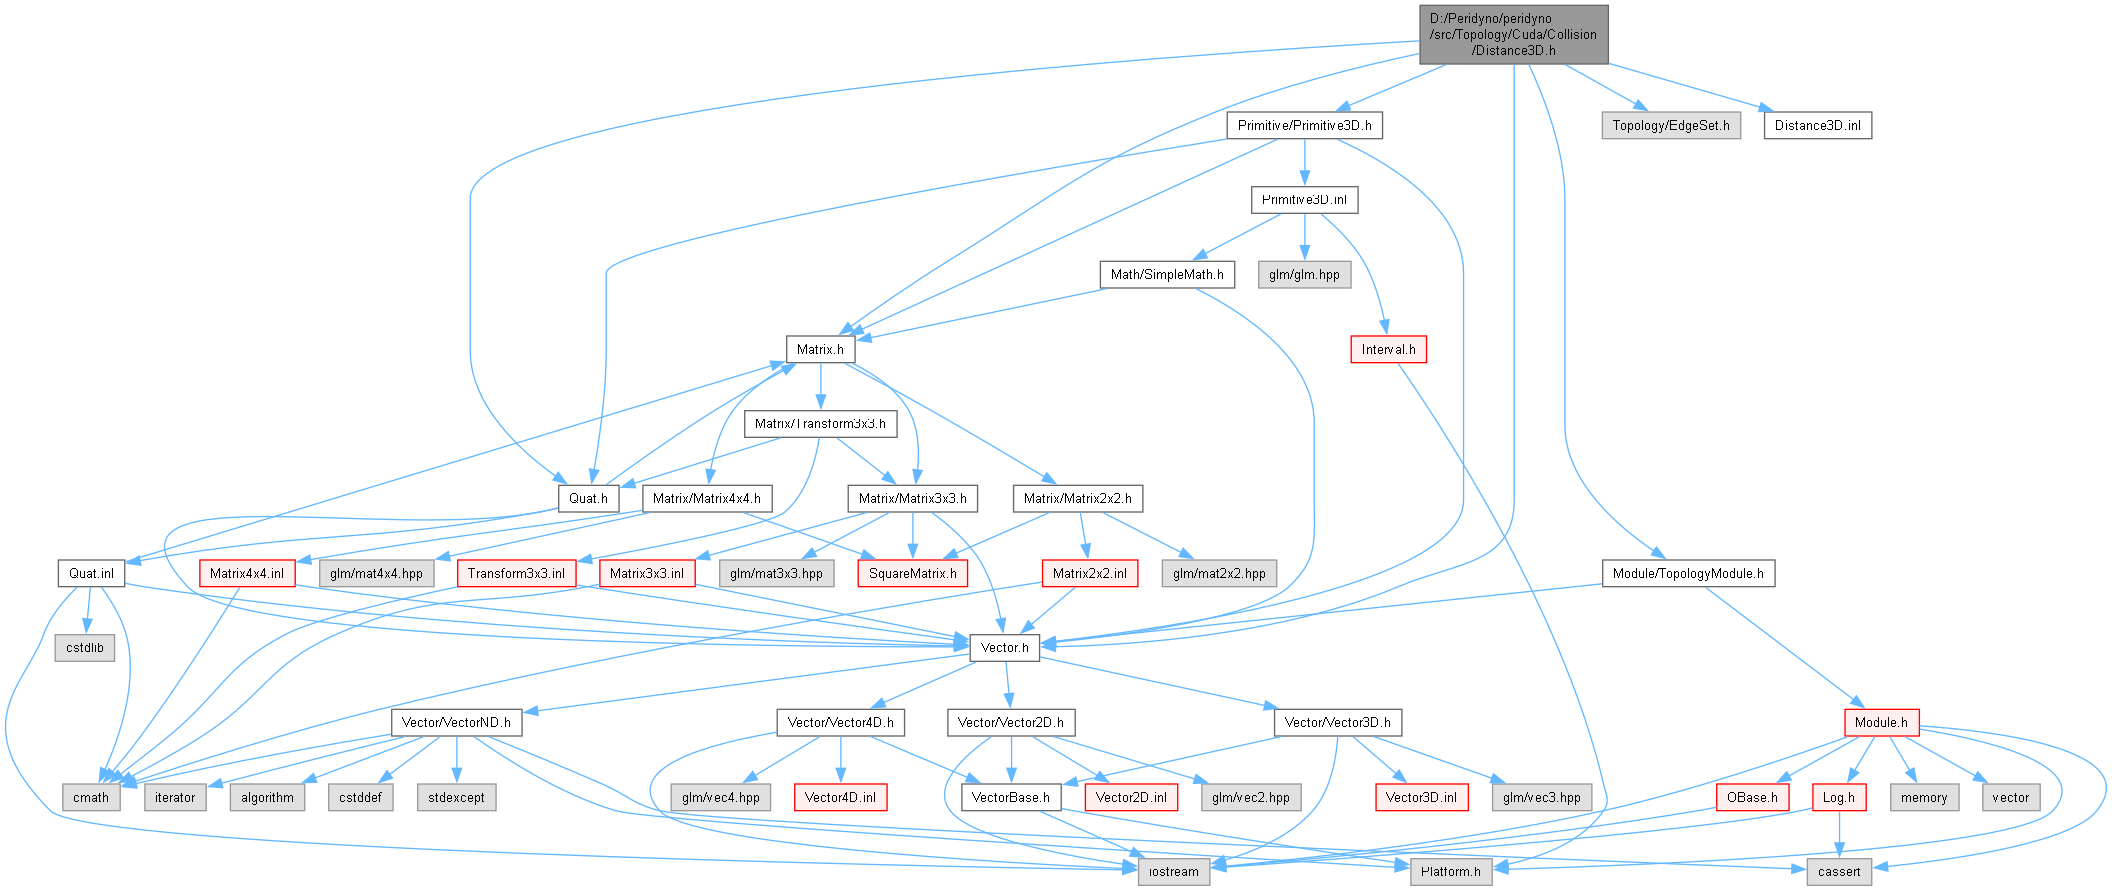 D:/Peridyno/peridyno
/src/Topology/Cuda/Collision
/Distance3D.h
Primitive/Primitive3D.h
Topology/EdgeSet.h
Distance3D.inl
Primitive3D.inl
Math/SimpleMath.h
glm/glm.hpp
Matrix.h
Interval.h
Matrix/Transform3x3.h
Quat.h
Matrix/Matrix4x4.h
Matrix/Matrix3x3.h
Matrix/Matrix2x2.h
Quat.inl
Matrix4x4.inl
glm/mat4x4.hpp
Transform3x3.inl
Matrix3x3.inl
glm/mat3x3.hpp
SquareMatrix.h
Matrix2x2.inl
glm/mat2x2.hpp
Module/TopologyModule.h
cstdlib
Vector.h
Vector/VectorND.h
Vector/Vector4D.h
Vector/Vector2D.h
Vector/Vector3D.h
Module.h
cmath
iterator
algorithm
cstddef
stdexcept
glm/vec4.hpp
Vector4D.inl
VectorBase.h
Vector2D.inl
glm/vec2.hpp
Vector3D.inl
glm/vec3.hpp
OBase.h
Log.h
memory
vector
iostream
Platform.h
cassert